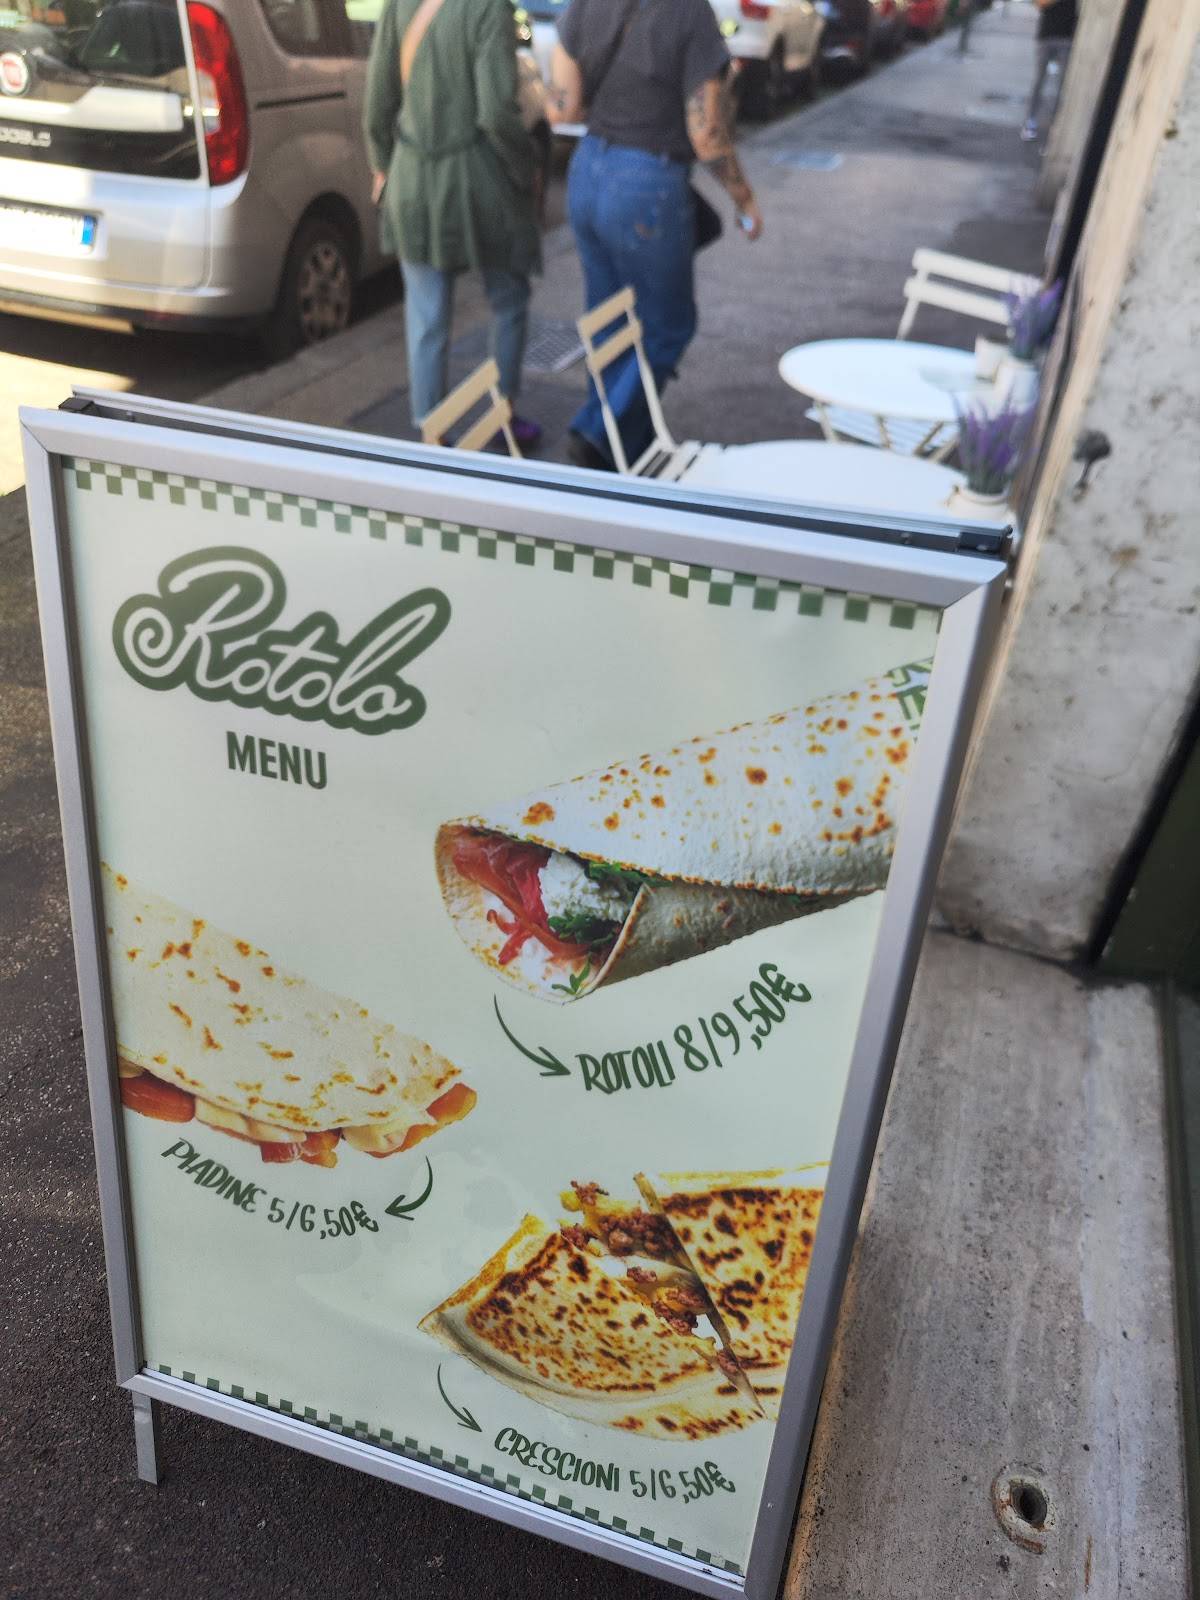 Rotolo
MENU
ROTOLI 8/9,50€
PIADINE 5/6,50€
CRESCIONI 5/6,50€